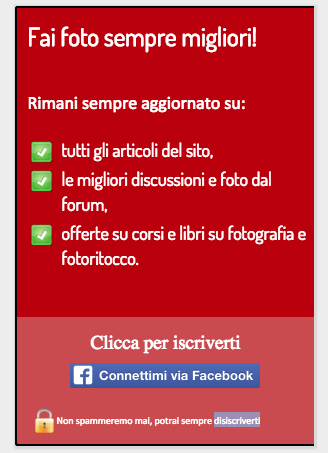 Fai foto sempre migliori!
Rimani sempre aggiornato su:
tutti gli articoli del sito,
le migliori discussioni e foto dal
forum,
offerte su corsi e libri su fotografia e
fotoritocco.
Clicca per iscriverti
Connettimi via Facebook
Non spammeremo mai, potrai sempre disiscriverti